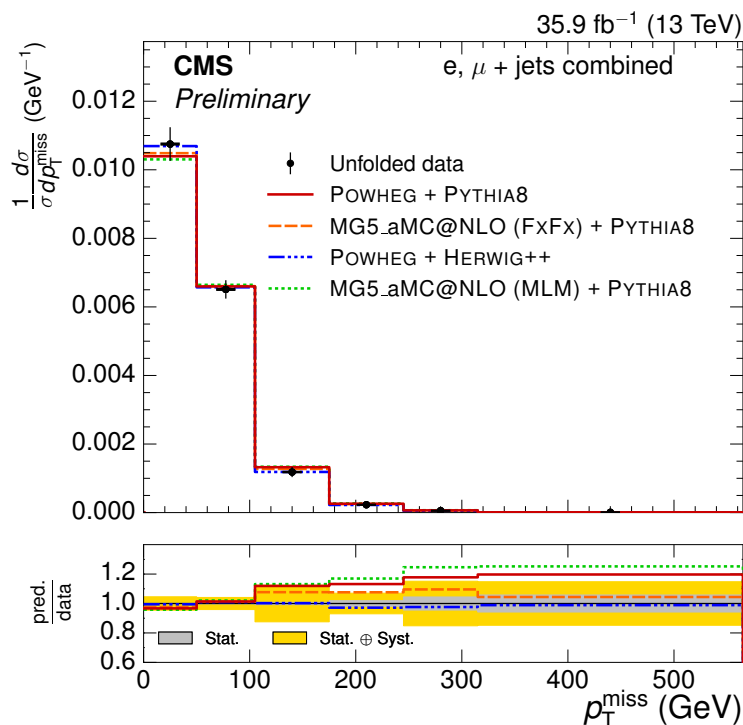 35.9 fb⁻¹ (13 TeV)
CMS
Preliminary
e, μ + jets combined
1/σ dσ/dp_T^miss (GeV⁻¹)
0.012
0.010
0.008
0.006
0.004
0.002
0.000
Unfolded data
POWHEG + PYTHIA8
MG5_aMC@NLO (FXFX) + PYTHIA8
POWHEG + HERWIG++
MG5_aMC@NLO (MLM) + PYTHIA8
pred./data
1.2
1.0
0.8
0.6
Stat.
Stat. ⊕ Syst.
0 100 200 300 400 500
p_T^miss (GeV)